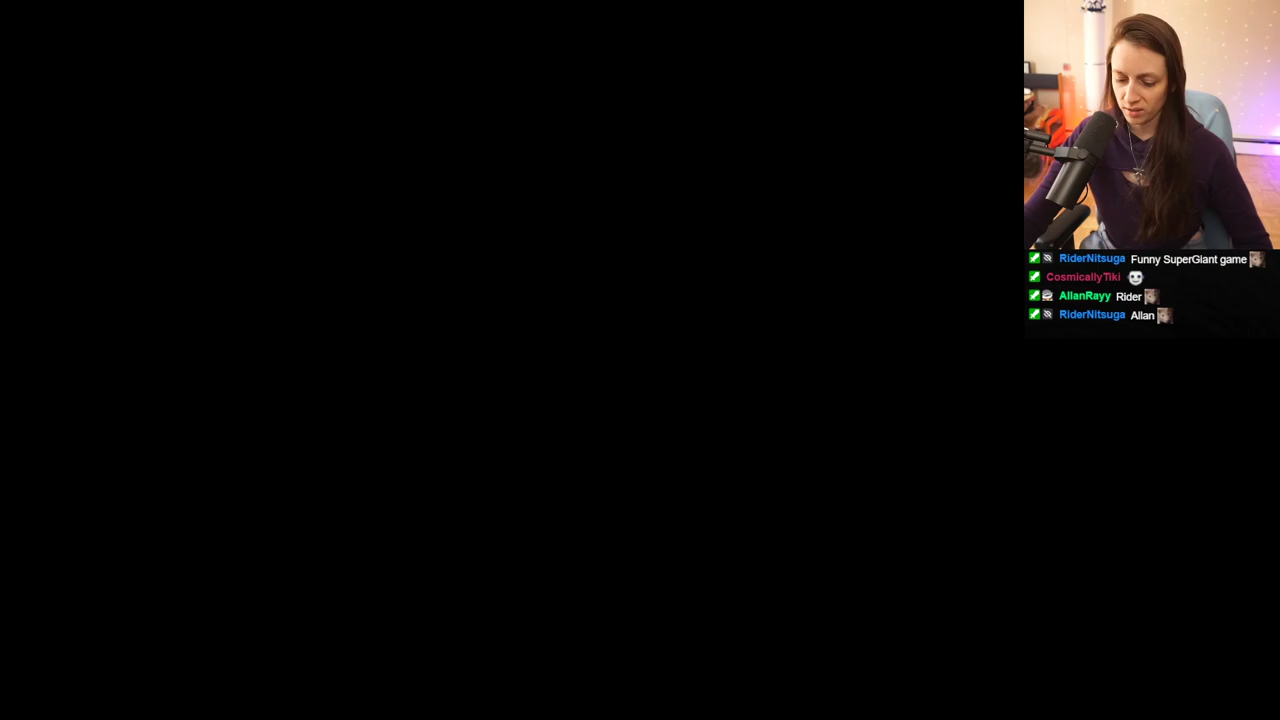 RiderNitsuga Funny SuperGiant game
CosmicallyTiki
AllanRayy Rider
RiderNitsuga Allan